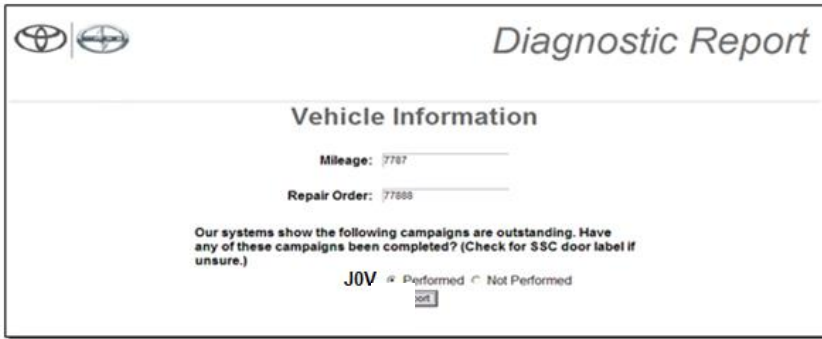 Diagnostic Report
Vehicle Information
Mileage: 7787
Repair Order: 77888
Our systems show the following campaigns are outstanding. Have
any of these campaigns been completed? (Check for SSC door label if
unsure.)
J0V Performed Not Performed